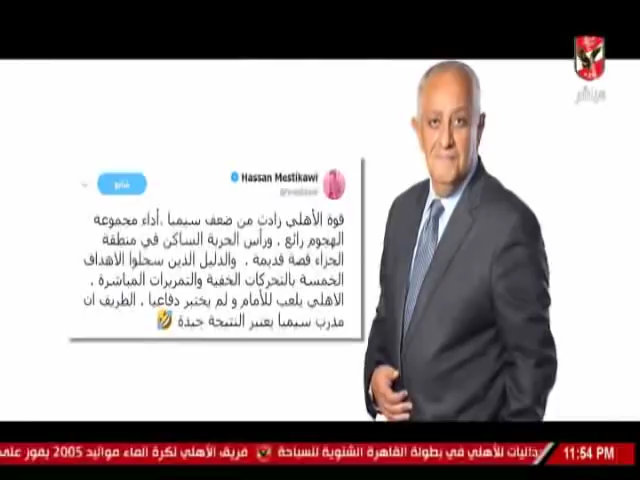 مباشر
Hassan Mestikawi
تابع
قوة الأهلي زادت من ضعف سيمبا .أداء مجموعة
الهجوم رائع . ورأس الحربة الساكن في منطقة
الجزاء قصة قديمة . والدليل الذين سجلوا الأهداف
الخمسة بالتحركات الخفية والتمريرات المباشرة .
الاهلي يلعب للأمام و لم يختبر دفاعيا . الطريف ان
مدرب سيمبا يعتبر النتيجة جيدة 🤣
للأهلي في بطولة القاهرة الشتوية للسباحة فريق الأهلي لكرة الماء مواليد 2005 يفوز على
11:54 PM